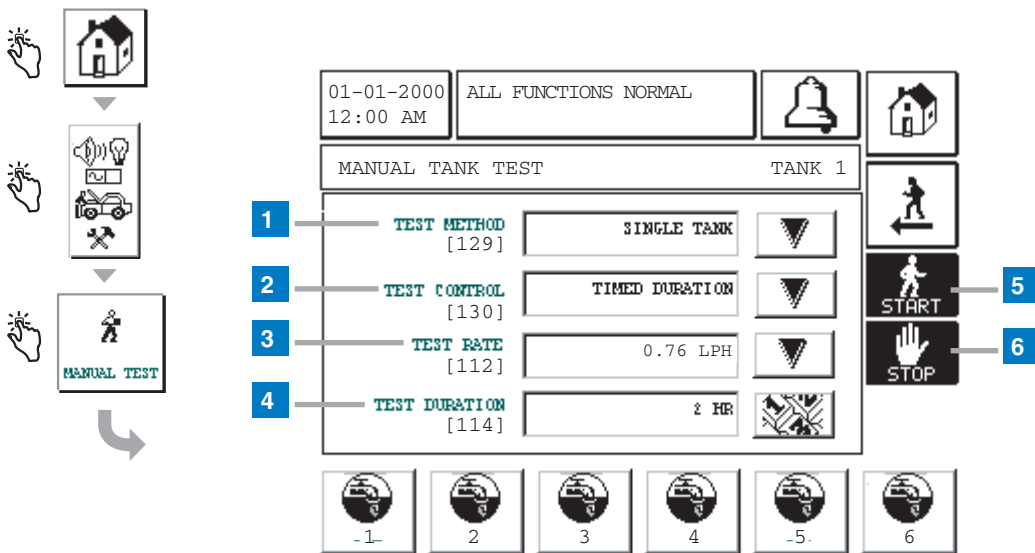 MANUAL TEST
01-01-2000
12:00 AM
ALL FUNCTIONS NORMAL
MANUAL TANK TEST
TANK 1
1
TEST METHOD
[129]
SINGLE TANK
2
TEST CONTROL
[130]
TIMED DURATION
3
TEST RATE
[112]
0.76 LPH
4
TEST DURATION
[114]
2 HR
START
5
STOP
6
1
2
3
4
5
6